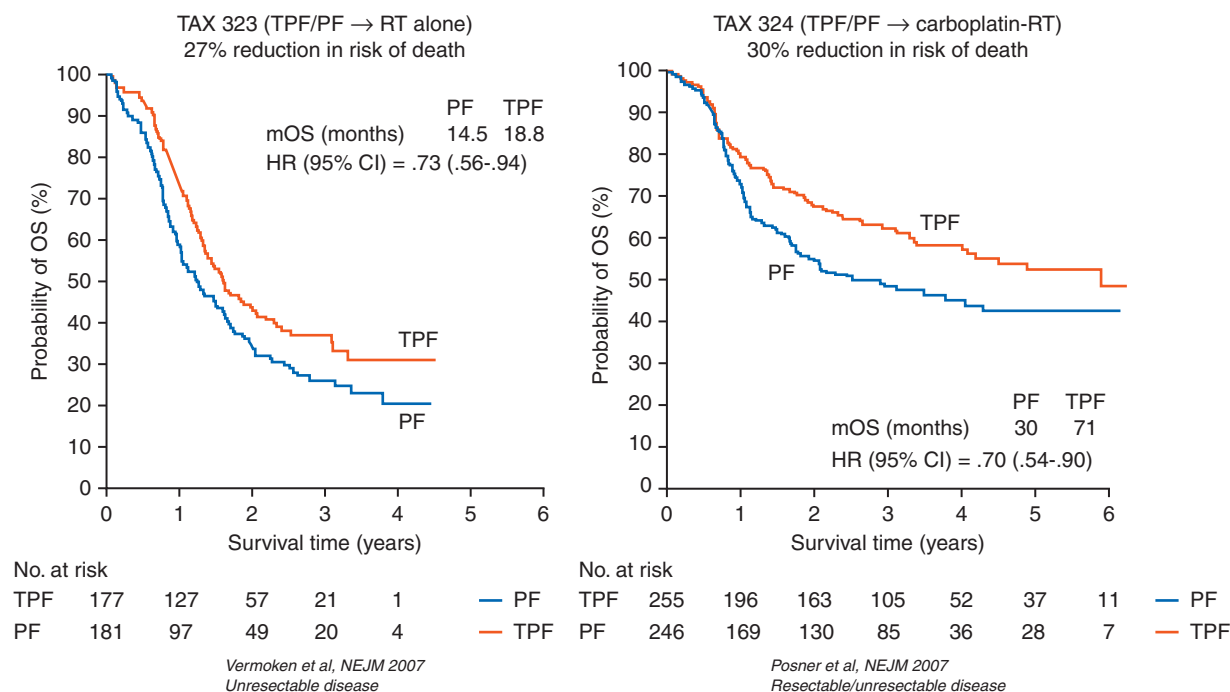 TAX 323 (TPF/PF → RT alone)
27% reduction in risk of death
100
90
80
70
60
50
40
30
20
10
0
Probability of OS (%)
PF TPF
mOS (months) 14.5 18.8
HR (95% CI) = .73 (.56-.94)
TPF
PF
0 1 2 3 4 5 6
Survival time (years)
No. at risk
TPF 177 127 57 21 1
PF 181 97 49 20 4
PF
TPF
Vermoken et al, NEJM 2007
Unresectable disease
TAX 324 (TPF/PF → carboplatin-RT)
30% reduction in risk of death
100
90
80
70
60
50
40
30
20
10
0
Probability of OS (%)
TPF
PF
PF TPF
mOS (months) 30 71
HR (95% CI) = .70 (.54-.90)
0 1 2 3 4 5 6
Survival time (years)
No. at risk
TPF 255 196 163 105 52 37 11
PF 246 169 130 85 36 28 7
PF
TPF
Posner et al, NEJM 2007
Resectable/unresectable disease